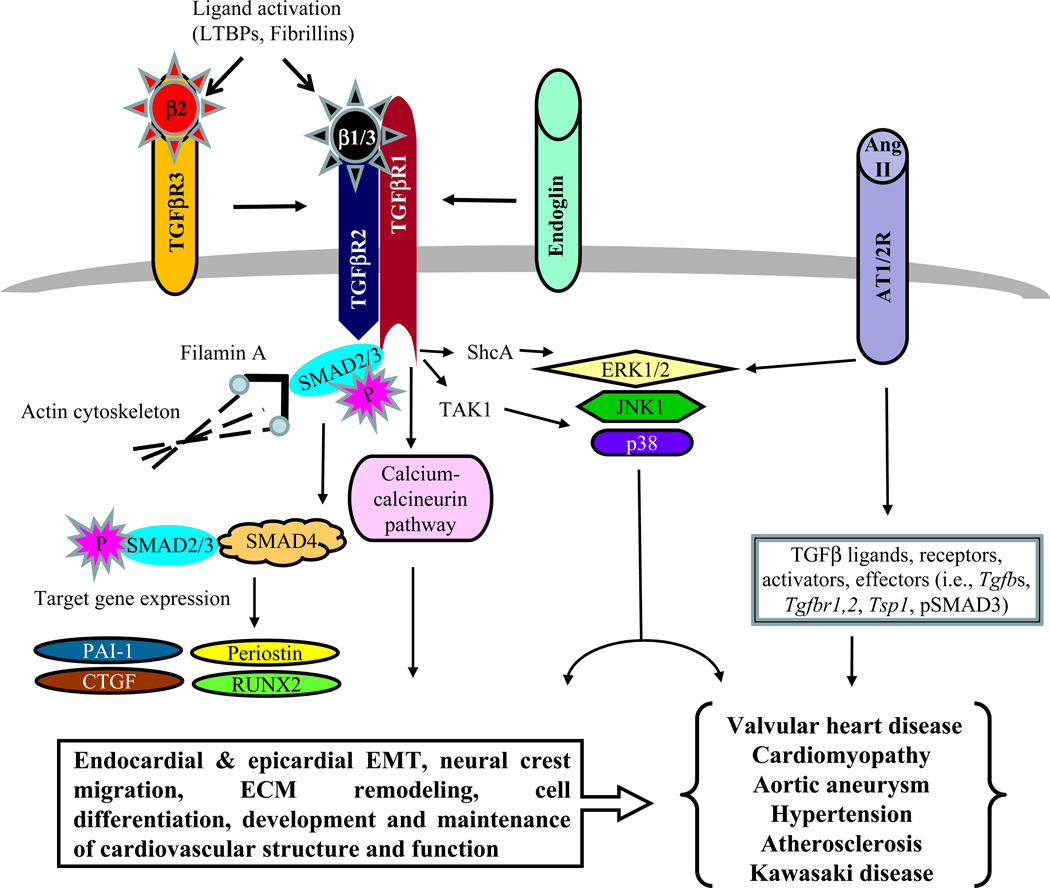 Ligand activation
(LTBPs, Fibrillins)
β2
β1/3
TGFβR3
TGFβR2
TGFβR1
Endoglin
Ang
II
AT1/2R
Filamin A
Actin cytoskeleton
SMAD2/3
P
ShcA
TAK1
ERK1/2
JNK1
p38
Calcium-
calcineurin
pathway
P
SMAD2/3
SMAD4
Target gene expression
PAI-1
Periostin
CTGF
RUNX2
TGFβ ligands, receptors,
activators, effectors (i.e., Tgfbs,
Tgfbr1,2, Tsp1, pSMAD3)
Endocardial & epicardial EMT, neural crest
migration, ECM remodeling, cell
differentiation, development and maintenance
of cardiovascular structure and function
Valvular heart disease
Cardiomyopathy
Aortic aneurysm
Hypertension
Atherosclerosis
Kawasaki disease